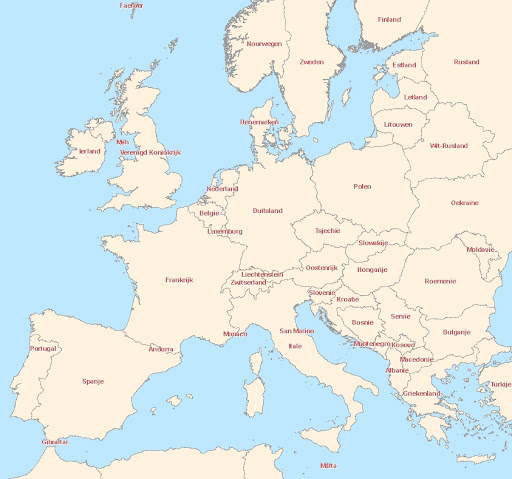 Faeröer
Finland
Noorwegen
Zweden
Rusland
Estland
Letland
Denemarken
Litouwen
Man
Ierland
Verenigd Koninkrijk
Wit-Rusland
Nederland
Polen
Oekraïne
België
Duitsland
Luxemburg
Tsjechië
Slowakije
Moldavië
Oostenrijk
Hongarije
Liechtenstein
Zwitserland
Frankrijk
Roemenië
Slovenië
Kroatië
Servië
Bosnië
San Marino
Monaco
Bulgarije
Italië
Montenegro
Kosovo
Portugal
Andorra
Macedonië
Albanië
Spanje
Turkije
Griekenland
Gibraltar
Malta